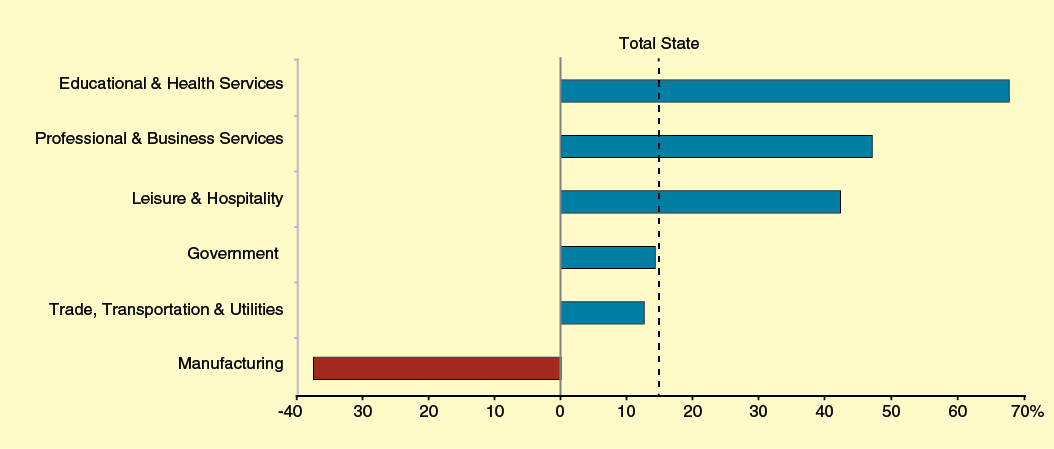 Total State
Educational & Health Services
Professional & Business Services
Leisure & Hospitality
Government
Trade, Transportation & Utilities
Manufacturing
-40 30 20 10 0 10 20 30 40 50 60 70%